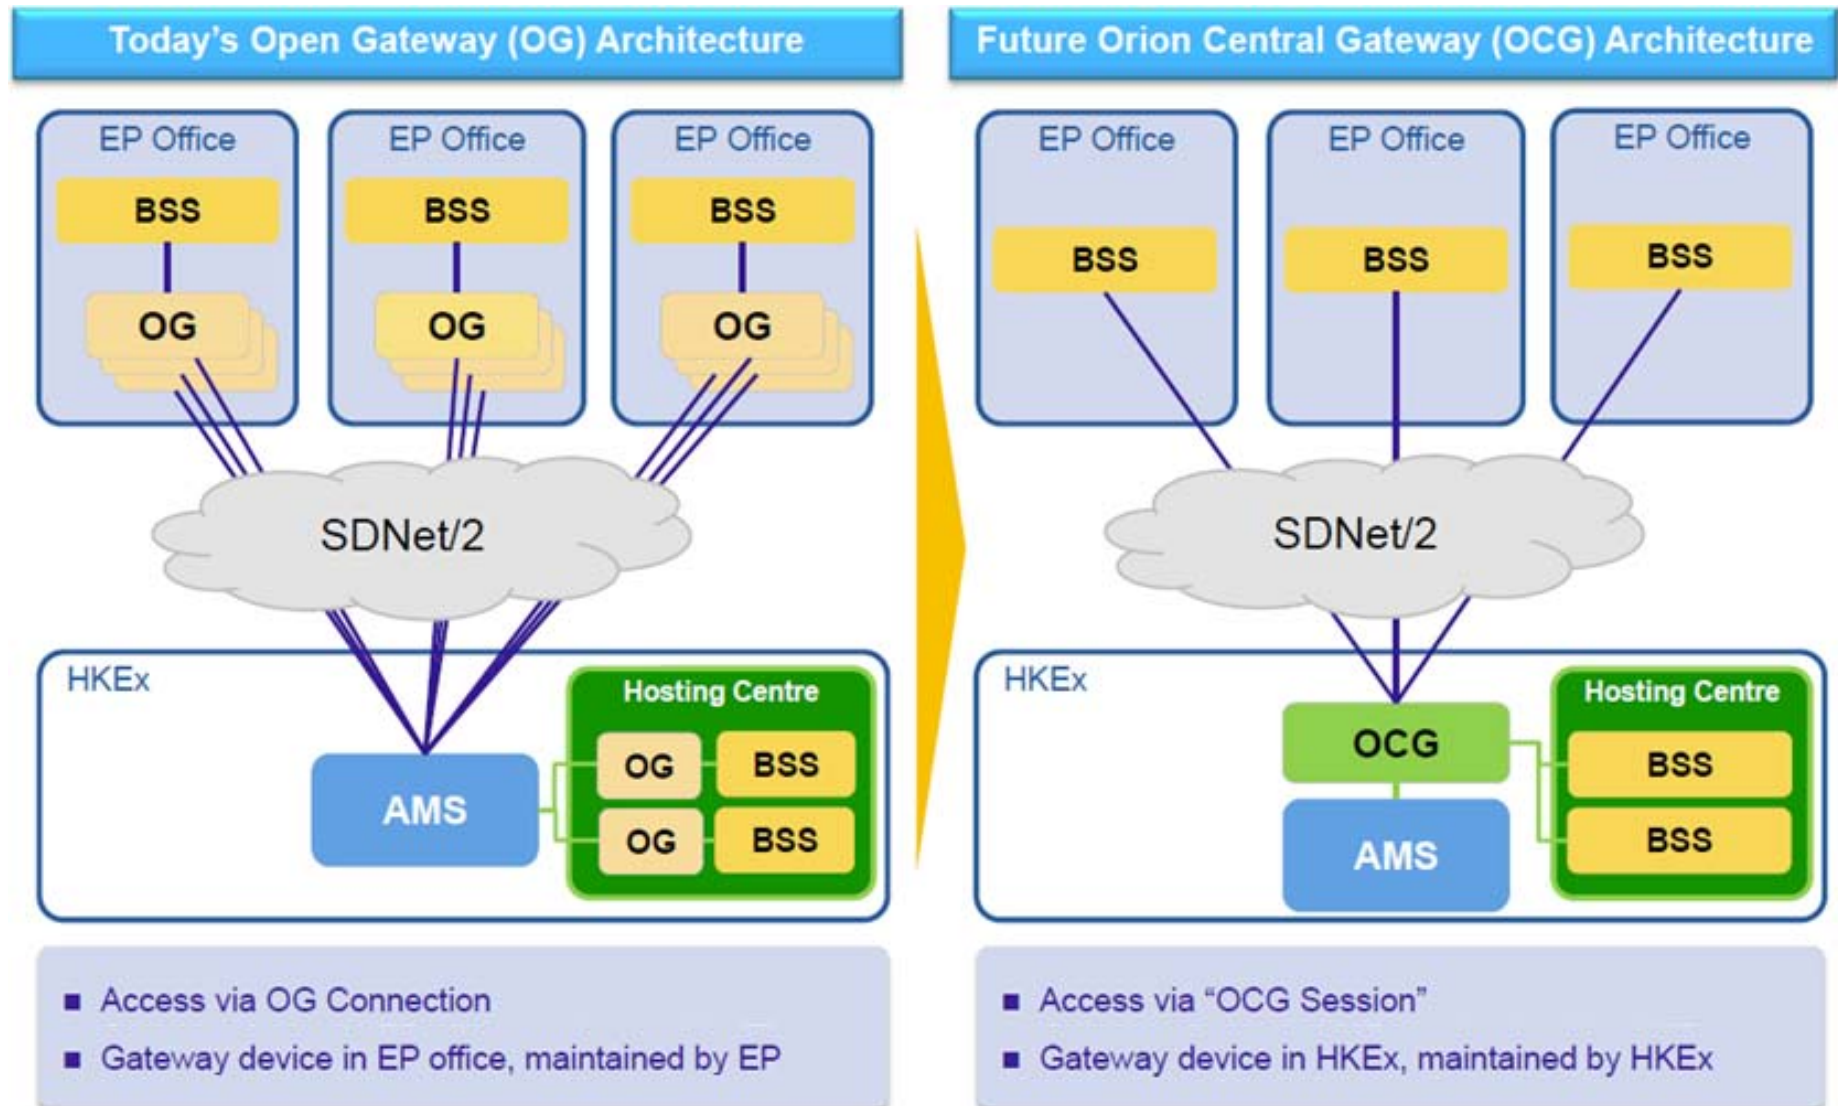 Today's Open Gateway (OG) Architecture
EP Office
EP Office
EP Office
BSS
BSS
BSS
OG
OG
OG
SDNet/2
HKEx
Hosting Centre
AMS
OG
BSS
OG
BSS
■ Access via OG Connection
■ Gateway device in EP office, maintained by EP
Future Orion Central Gateway (OCG) Architecture
EP Office
EP Office
EP Office
BSS
BSS
BSS
SDNet/2
HKEx
Hosting Centre
OCG
BSS
AMS
BSS
■ Access via “OCG Session”
■ Gateway device in HKEx, maintained by HKEx